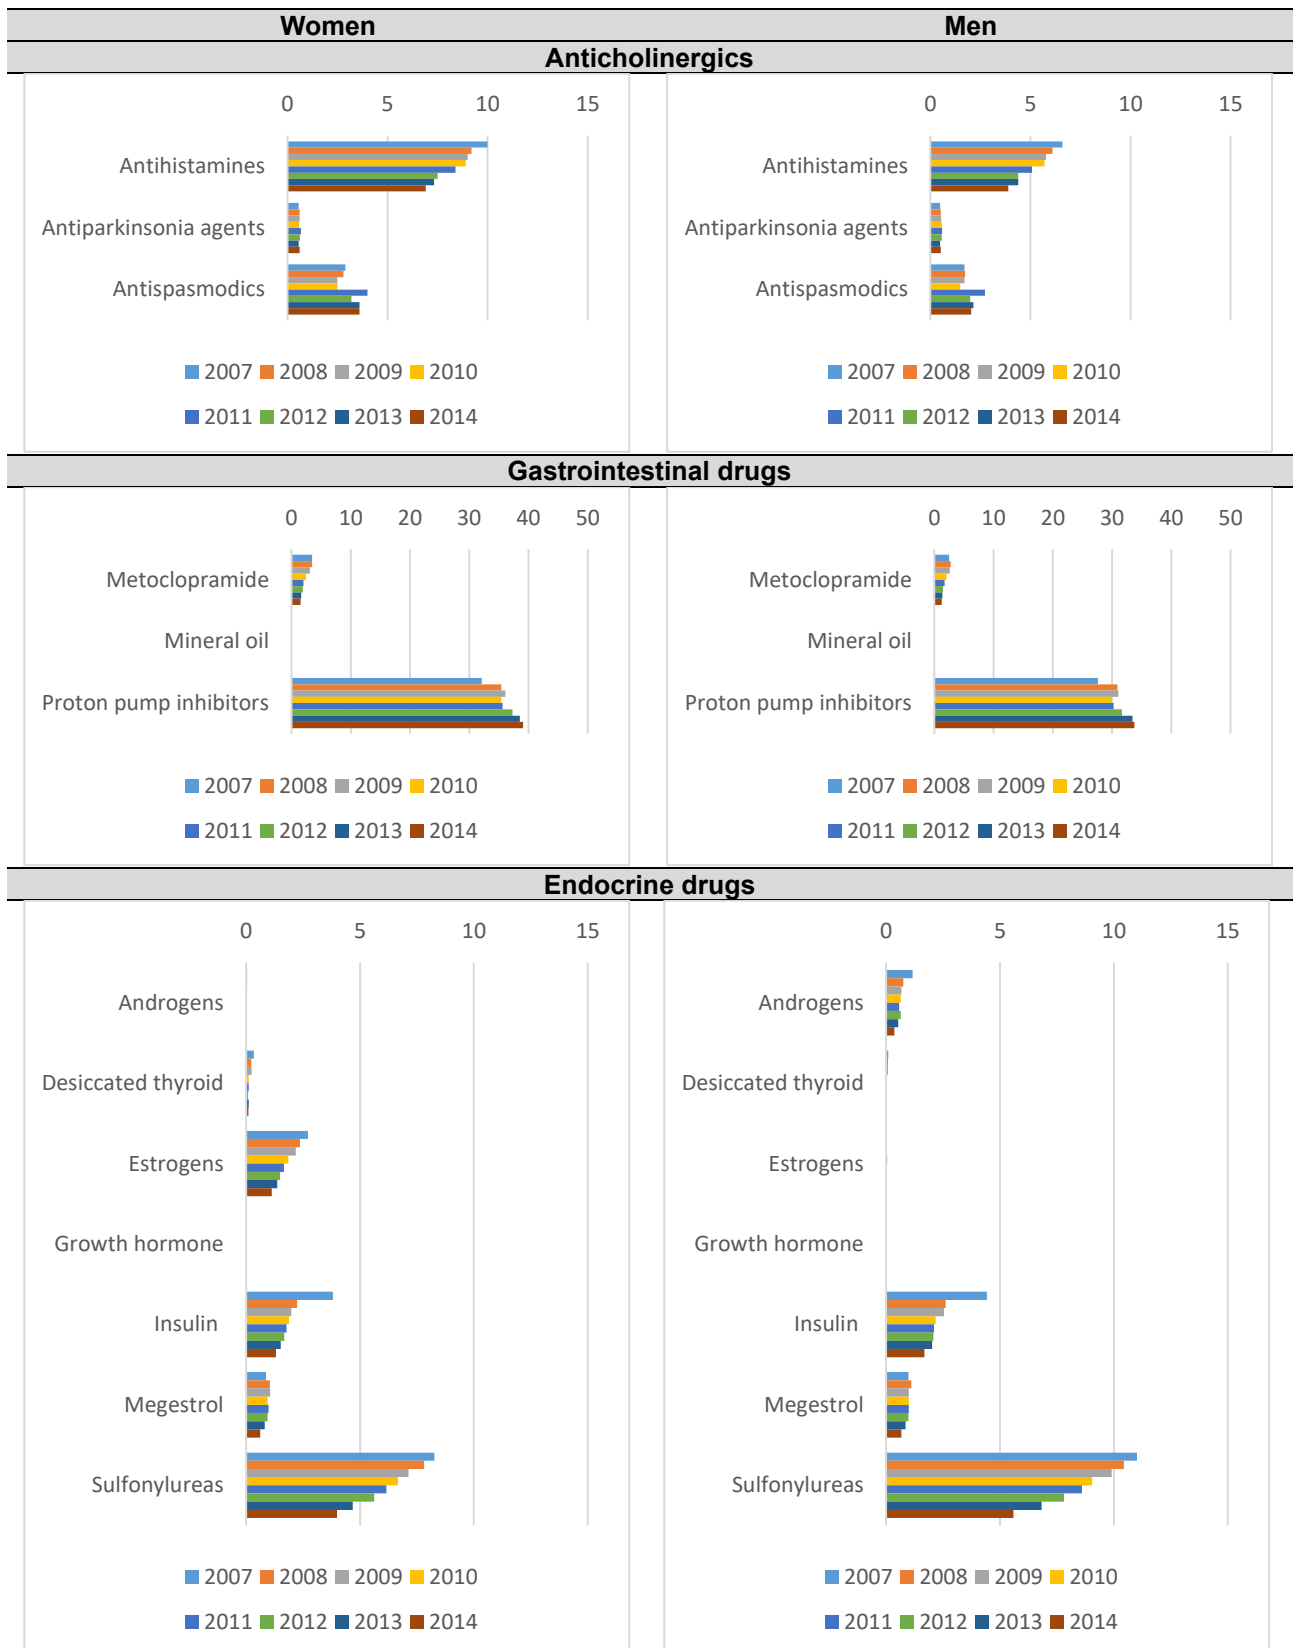 Women Men
Anticholinergics
0 5 10 15
Antihistamines
Antiparkinsonia agents
Antispasmodics
2007 2008 2009 2010
2011 2012 2013 2014
0 5 10 15
Antihistamines
Antiparkinsonia agents
Antispasmodics
2007 2008 2009 2010
2011 2012 2013 2014
Gastrointestinal drugs
0 10 20 30 40 50
Metoclopramide
Mineral oil
Proton pump inhibitors
2007 2008 2009 2010
2011 2012 2013 2014
0 10 20 30 40 50
Metoclopramide
Mineral oil
Proton pump inhibitors
2007 2008 2009 2010
2011 2012 2013 2014
Endocrine drugs
0 5 10 15
Androgens
Desiccated thyroid
Estrogens
Growth hormone
Insulin
Megestrol
Sulfonylureas
2007 2008 2009 2010
2011 2012 2013 2014
0 5 10 15
Androgens
Desiccated thyroid
Estrogens
Growth hormone
Insulin
Megestrol
Sulfonylureas
2007 2008 2009 2010
2011 2012 2013 2014